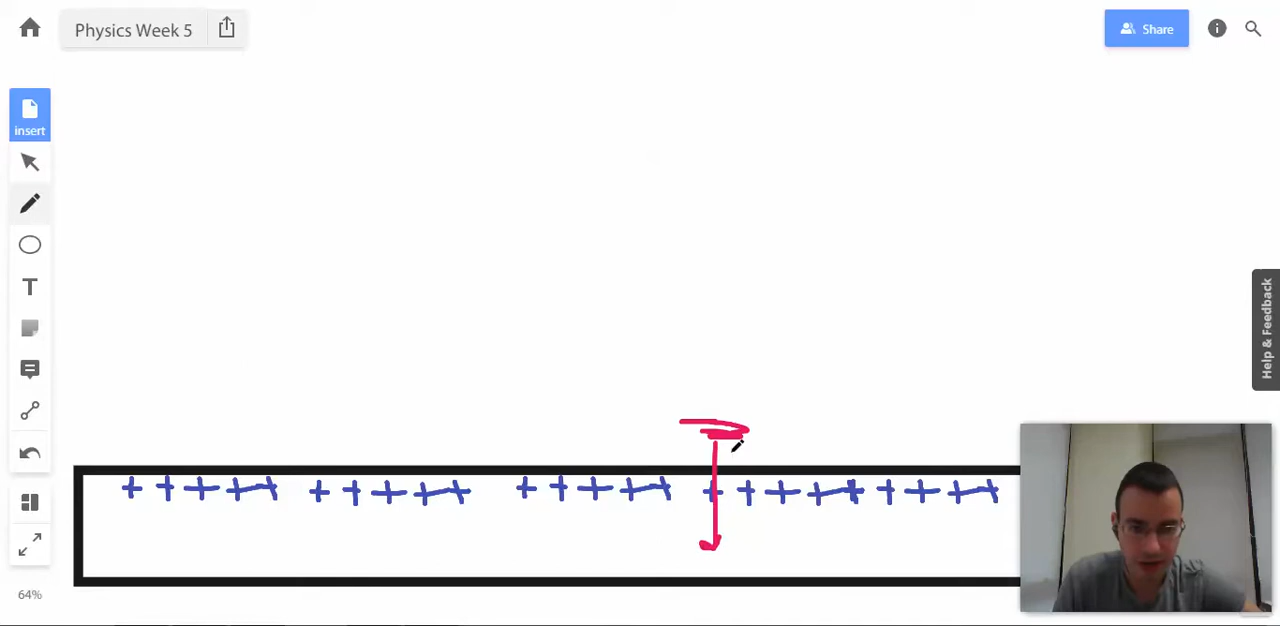 Physics Week 5
Share
insert
T
Help & Feedback
+ + + + + + + + + + + + + + + + + + + + + + + +
64%